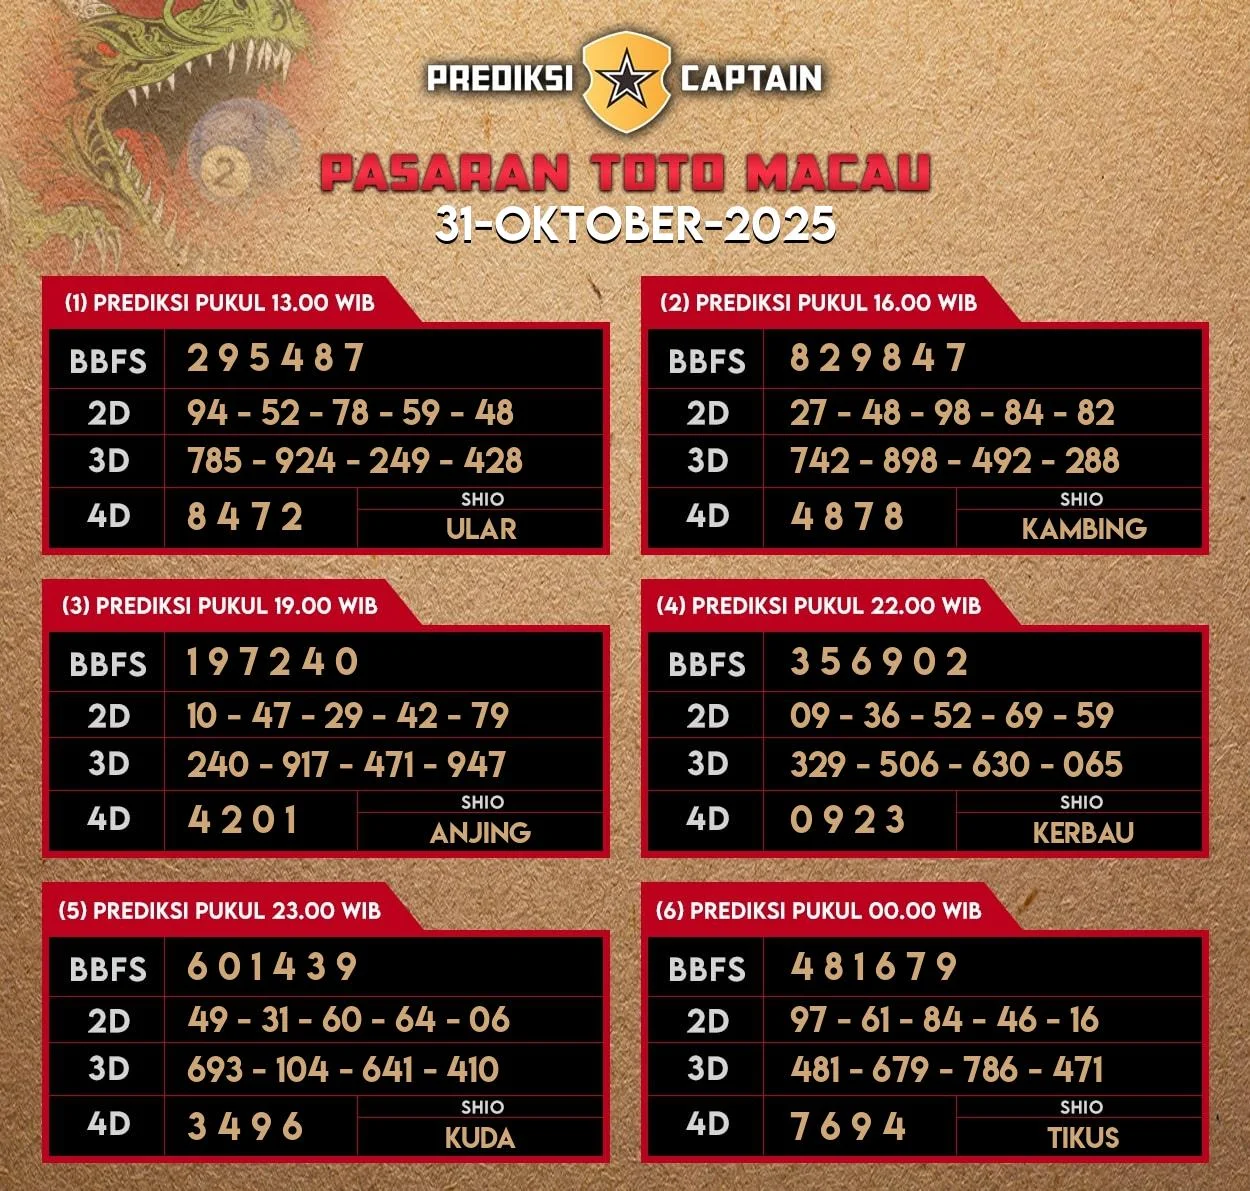 PREDIKSI CAPTAIN
PASARAN TOTO MACAU
31-OKTOBER-2025
(1) PREDIKSI PUKUL 13.00 WIB
BBFS 2 9 5 4 8 7
2D 94 - 52 - 78 - 59 - 48
3D 785 - 924 - 249 - 428
4D 8 4 7 2
SHIO
ULAR
(2) PREDIKSI PUKUL 16.00 WIB
BBFS 8 2 9 8 4 7
2D 27 - 48 - 98 - 84 - 82
3D 742 - 898 - 492 - 288
4D 4 8 7 8
SHIO
KAMBING
(3) PREDIKSI PUKUL 19.00 WIB
BBFS 1 9 7 2 4 0
2D 10 - 47 - 29 - 42 - 79
3D 240 - 917 - 471 - 947
4D 4 2 0 1
SHIO
ANJING
(4) PREDIKSI PUKUL 22.00 WIB
BBFS 3 5 6 9 0 2
2D 09 - 36 - 52 - 69 - 59
3D 329 - 506 - 630 - 065
4D 0 9 2 3
SHIO
KERBAU
(5) PREDIKSI PUKUL 23.00 WIB
BBFS 6 0 1 4 3 9
2D 49 - 31 - 60 - 64 - 06
3D 693 - 104 - 641 - 410
4D 3 4 9 6
SHIO
KUDA
(6) PREDIKSI PUKUL 00.00 WIB
BBFS 4 8 1 6 7 9
2D 97 - 61 - 84 - 46 - 16
3D 481 - 679 - 786 - 471
4D 7 6 9 4
SHIO
TIKUS
2